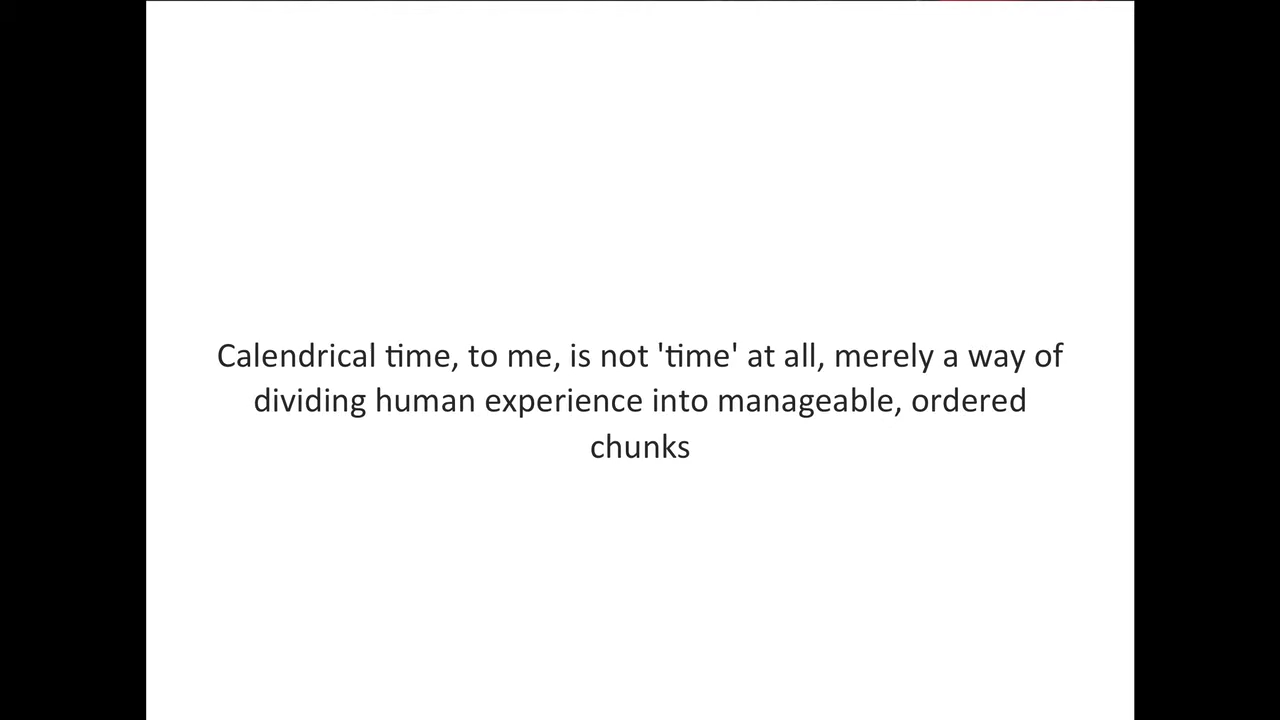 Calendrical time, to me, is not 'time' at all, merely a way of
dividing human experience into manageable, ordered
chunks